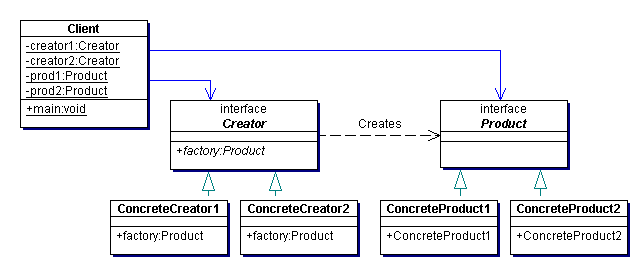 Client
-creator1:Creator
-creator2:Creator
-prod1:Product
-prod2:Product
+main:void
interface
Creator
+factory:Product
Creates
interface
Product
ConcreteCreator1
+factory:Product
ConcreteCreator2
+factory:Product
ConcreteProduct1
+ConcreteProduct1
ConcreteProduct2
+ConcreteProduct2